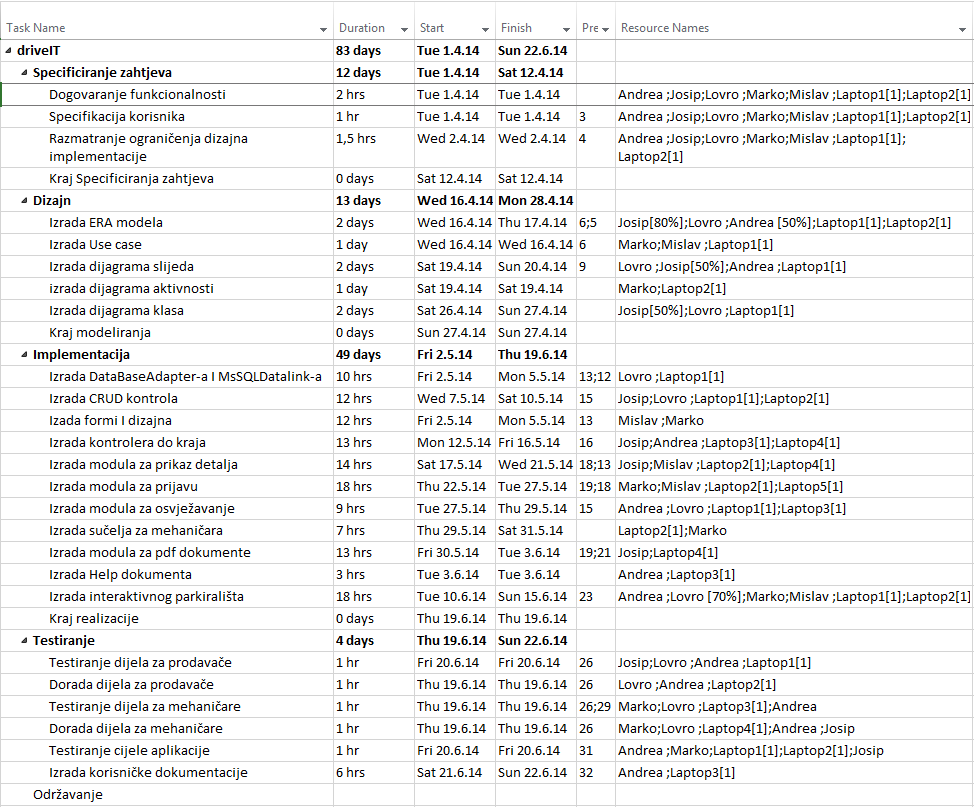 Task Name Duration Start Finish Pre Resource Names
driveIT 83 days Tue 1.4.14 Sun 22.6.14
Specificiranje zahtjeva 12 days Tue 1.4.14 Sat 12.4.14
Dogovaranje funkcionalnosti 2 hrs Tue 1.4.14 Tue 1.4.14 Andrea ;Josip;Lovro ;Marko;Mislav ;Laptop1[1];Laptop2[1]
Specifikacija korisnika 1 hr Tue 1.4.14 Tue 1.4.14 3 Andrea ;Josip;Lovro ;Marko;Mislav ;Laptop1[1];Laptop2[1]
Razmatranje ograničenja dizajna Wed 2.4.14 1,5 hrs Wed 2.4.14 4 Andrea ;Josip;Lovro ;Marko;Mislav ;Laptop1[1];
implementacije Laptop2[1]
Kraj Specificiranja zahtjeva 0 days Sat 12.4.14 Sat 12.4.14
Dizajn 13 days Wed 16.4.14 Mon 28.4.14
Izrada ERA modela 2 days Wed 16.4.14 Thu 17.4.14 6;5 Josip[80%];Lovro ;Andrea [50%];Laptop1[1];Laptop2[1]
Izrada Use case 1 day Wed 16.4.14 Wed 16.4.14 6 Marko;Mislav ;Laptop1[1]
Izrada dijagrama slijeda 2 days Sat 19.4.14 Sun 20.4.14 9 Lovro ;Josip[50%];Andrea ;Laptop1[1]
izrada dijagrama aktivnosti 1 day Sat 19.4.14 Sat 19.4.14 Marko;Laptop2[1]
Izrada dijagrama klasa 2 days Sat 26.4.14 Sun 27.4.14 Josip[50%];Lovro ;Laptop1[1]
Kraj modeliranja 0 days Sun 27.4.14 Sun 27.4.14
Implementacija 49 days Fri 2.5.14 Thu 19.6.14
Izrada DataBaseAdapter-a I MsSQLDatalink-a 10 hrs Fri 2.5.14 Mon 5.5.14 13;12 Lovro ;Laptop1[1]
Izrada CRUD kontrola 12 hrs Wed 7.5.14 Sat 10.5.14 15 Josip;Lovro ;Laptop1[1];Laptop2[1]
Izada formi I dizajna 12 hrs Fri 2.5.14 Mon 5.5.14 13 Mislav ;Marko
Izrada kontrolera do kraja 13 hrs Mon 12.5.14 Fri 16.5.14 16 Josip;Andrea ;Laptop3[1];Laptop4[1]
Izrada modula za prikaz detalja 14 hrs Sat 17.5.14 Wed 21.5.14 18;13 Josip;Mislav ;Laptop2[1];Laptop4[1]
Izrada modula za prijavu 18 hrs Thu 22.5.14 Tue 27.5.14 19;18 Marko;Mislav ;Laptop2[1];Laptop5[1]
Izrada modula za osvježavanje 9 hrs Tue 27.5.14 Thu 29.5.14 15 Andrea ;Lovro ;Laptop1[1];Laptop3[1]
Izrada sučelja za mehaničara 7 hrs Thu 29.5.14 Sat 31.5.14 Laptop2[1];Marko
Izrada modula za pdf dokumente 13 hrs Fri 30.5.14 Tue 3.6.14 19;21 Josip;Laptop4[1]
Izrada Help dokumenta 3 hrs Tue 3.6.14 Tue 3.6.14 Andrea ;Laptop3[1]
Izrada interaktivnog parkirališta 18 hrs Tue 10.6.14 Sun 15.6.14 23 Andrea ;Lovro [70%];Marko;Mislav ;Laptop1[1];Laptop2[1]
Kraj realizacije 0 days Thu 19.6.14 Thu 19.6.14
Testiranje 4 days Thu 19.6.14 Sun 22.6.14
Testiranje dijela za prodavače 1 hr Fri 20.6.14 Fri 20.6.14 26 Josip;Lovro ;Andrea ;Laptop1[1]
Dorada dijela za prodavače 1 hr Thu 19.6.14 Thu 19.6.14 26 Lovro ;Andrea ;Laptop2[1]
Testiranje dijela za mehaničare 1 hr Thu 19.6.14 Thu 19.6.14 26;29 Marko;Lovro ;Laptop3[1];Andrea
Dorada dijela za mehaničare 1 hr Thu 19.6.14 Thu 19.6.14 26 Marko;Lovro ;Laptop4[1];Andrea ;Josip
Testiranje cijele aplikacije 1 hr Fri 20.6.14 Fri 20.6.14 31 Andrea ;Marko;Laptop1[1];Laptop2[1];Josip
Izrada korisničke dokumentacije 6 hrs Sat 21.6.14 Sun 22.6.14 32 Andrea ;Laptop3[1]
Održavanje